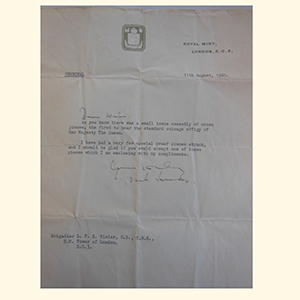 ROYAL MINT,
LONDON, E.C.3.
11th August, 1960.
As you know there was a small issue recently of crown
pieces, the first to bear the standard coinage effigy of
Her Majesty The Queen.
I have had a very few special proof pieces struck,
and I should be glad if you would accept one of these
pieces which I am enclosing with my compliments.
Brigadier L. F. E. Wieler, C.B., C.B.E.,
H.M. Tower of London,
E.C.3.